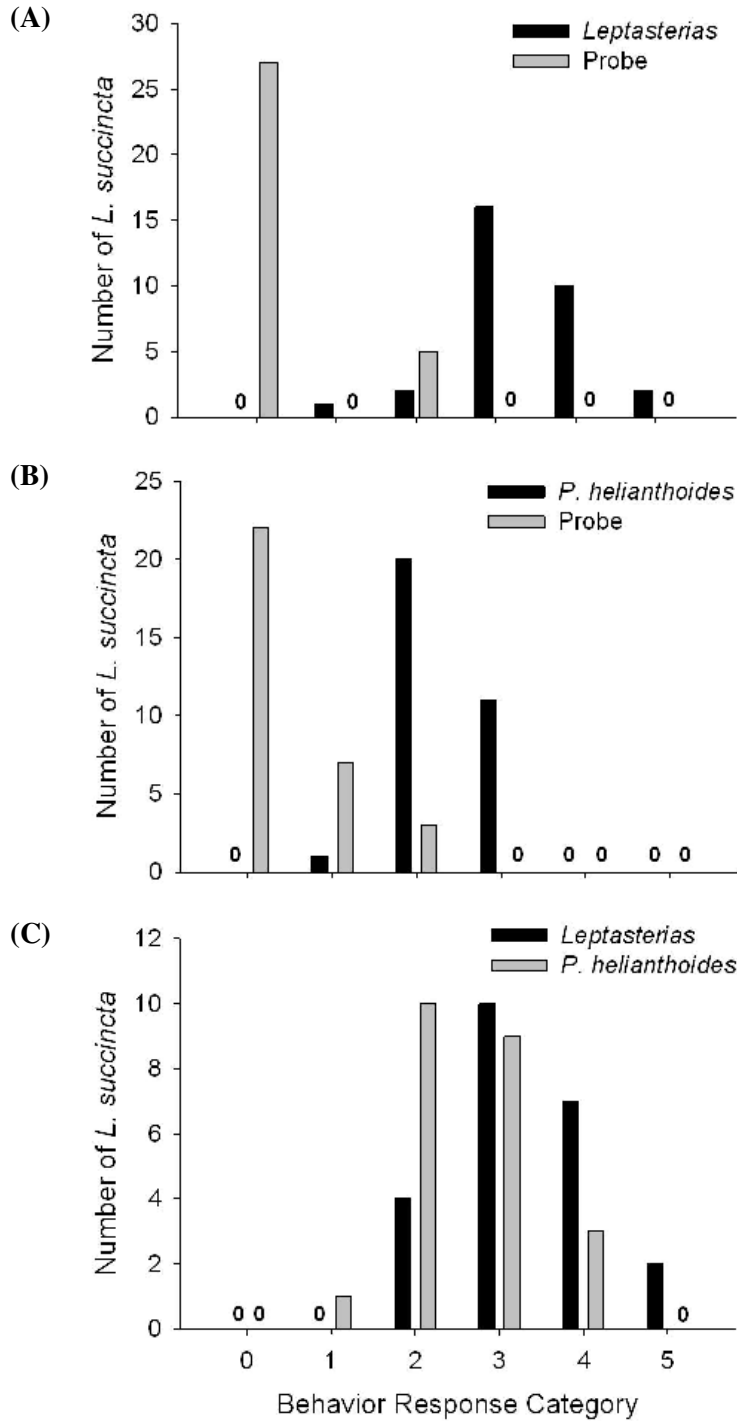 (A)
30
25
20
15
10
5
0
Number of L. succincta
Leptasterias
Probe
0 0 0 0 0
(B)
25
20
15
10
5
0
Number of L. succincta
P. helianthoides
Probe
0 0 0 0 0 0
(C)
12
10
8
6
4
2
0
Number of L. succincta
Leptasterias
P. helianthoides
0 0 0 0
0 1 2 3 4 5
Behavior Response Category